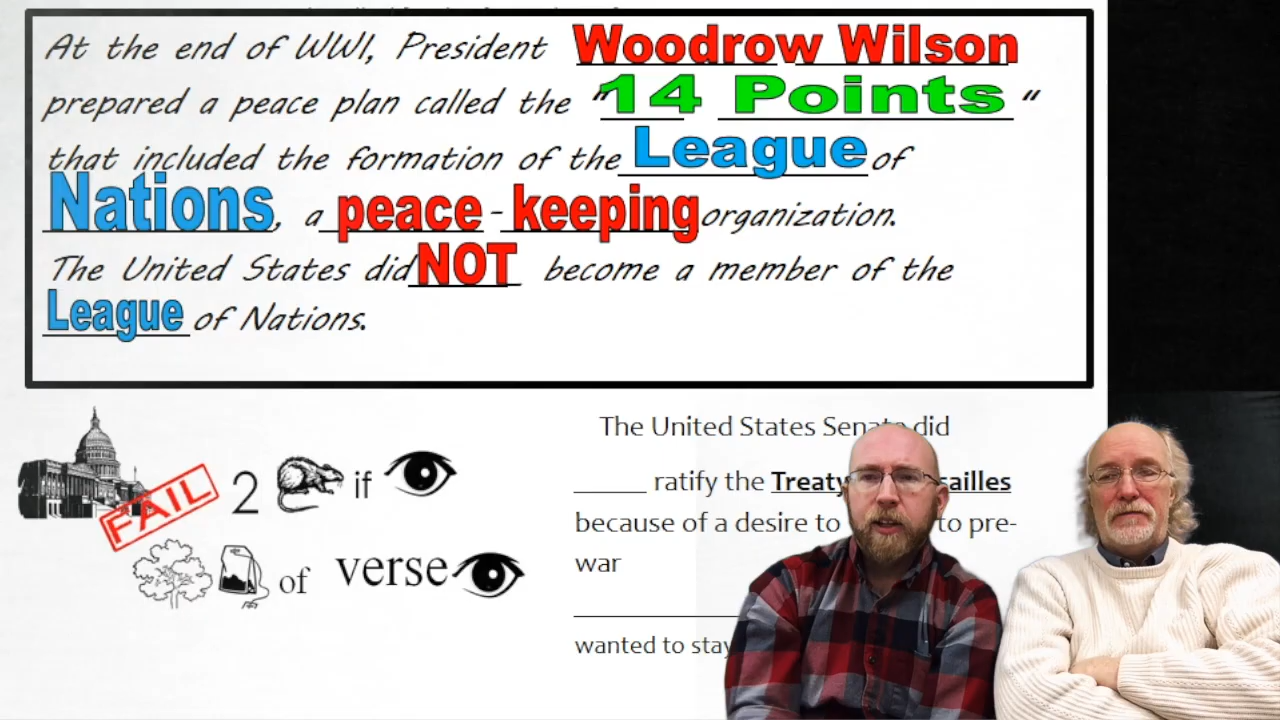 At the end of WWI, President Woodrow Wilson
prepared a peace plan called the "14 Points"
that included the formation of the League of
Nations, a peace-keeping organization.
The United States did NOT become a member of the
League of Nations.
FAIL 2 if
of verse
The United States Senate did
______ ratify the Treaty
because of a desire to to pre-
war
wanted to stay